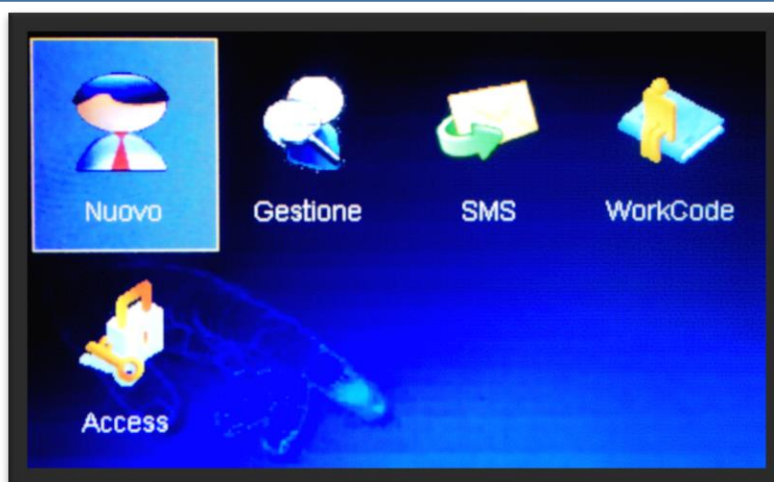 Nuovo
Gestione
SMS
WorkCode
Access